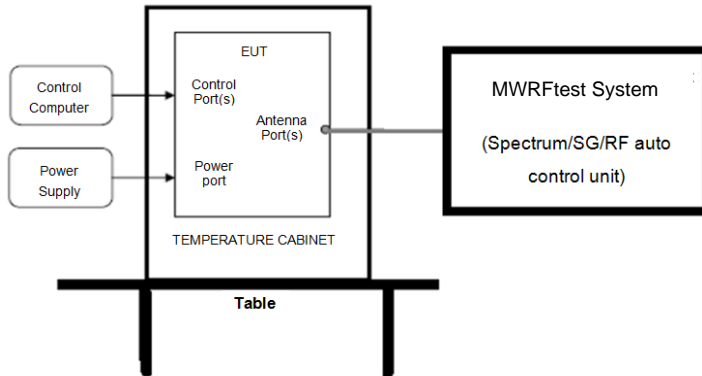 EUT
Control
Computer
Control
Port(s)
Antenna
Port(s)
Power
Supply
Power
port
TEMPERATURE CABINET
Table
MWRFtest System
(Spectrum/SG/RF auto
control unit)